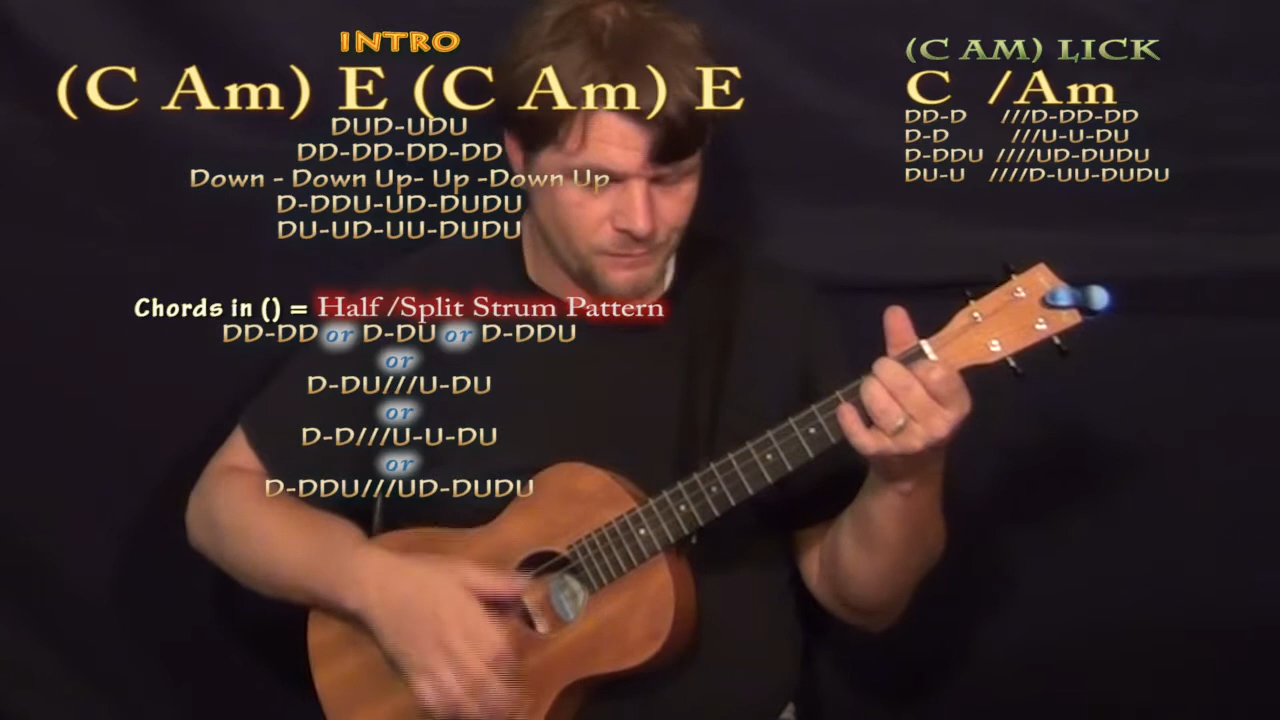 INTRO
(C Am) E (C Am) E
DUD-UDU
DD-DD-DD-DD
Down - Down Up- Up -Down Up
D-DDU-UD-DUDU
DU-UD-UU-DUDU
Chords in () = Half /Split Strum Pattern
DD-DD or D-DU or D-DDU
or
D-DU///U-DU
or
D-D///U-U-DU
or
D-DDU///UD-DUDU
(C AM) LICK
C /Am
DD-D ///D-DD-DD
D-D ///U-U-DU
D-DDU ////UD-DUDU
DU-U ////D-UU-DUDU